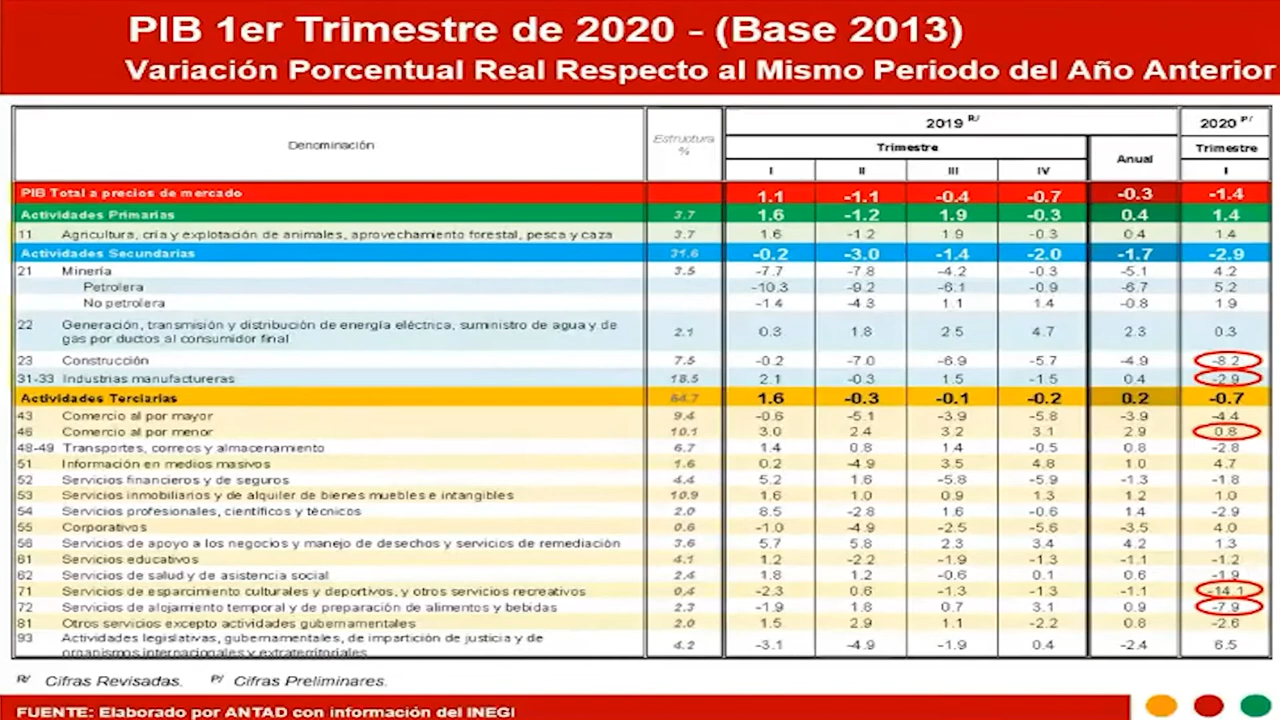 PIB 1er Trimestre de 2020 - (Base 2013)
Variación Porcentual Real Respecto al Mismo Periodo del Año Anterior
Denominación Estructura % 2019 R/ 2020 P/
Trimestre Anual Trimestre
I II III IV I
PIB Total a precios de mercado 1.1 -1.1 -0.4 -0.7 -0.3 -1.4
Actividades Primarias 3.7 1.6 -1.2 1.9 -0.3 0.4 1.4
11 Agricultura, cría y explotación de animales, aprovechamiento forestal, pesca y caza 3.7 1.6 -1.2 1.9 -0.3 0.4 1.4
Actividades Secundarias 31.6 -0.2 -3.0 -1.4 -2.0 -1.7 -2.9
21 Minería 3.5 -7.7 -7.8 -4.2 -0.3 -5.1 4.2
Petrolera -10.3 -9.2 -6.1 -0.9 -6.7 5.2
No petrolera -1.4 -4.3 1.1 1.4 -0.8 1.9
22 Generación, transmisión y distribución de energía eléctrica, suministro de agua y de
gas por ductos al consumidor final 2.1 0.3 1.8 2.5 4.7 2.3 0.3
23 Construcción 7.5 -0.2 -7.0 -6.9 -5.7 -4.9 -8.2
31-33 Industrias manufactureras 18.5 2.1 -0.3 1.5 -1.5 0.4 -2.9
Actividades Terciarias 64.7 1.6 -0.3 -0.1 -0.2 0.2 -0.7
43 Comercio al por mayor 9.4 -0.6 -5.1 -3.9 -5.8 -3.9 -4.4
46 Comercio al por menor 10.1 3.0 2.4 3.2 3.1 2.9 0.8
48-49 Transportes, correos y almacenamiento 6.7 1.4 0.8 1.4 -0.5 0.8 -2.8
51 Información en medios masivos 1.6 0.2 -4.9 3.5 4.8 1.0 4.7
52 Servicios financieros y de seguros 4.4 5.2 1.6 -5.8 -5.9 -1.3 -1.8
53 Servicios inmobiliarios y de alquiler de bienes muebles e intangibles 10.9 1.6 1.0 0.9 1.3 1.2 1.0
54 Servicios profesionales, científicos y técnicos 2.0 8.5 -2.8 1.6 -0.6 1.4 -2.9
55 Corporativos 0.6 -1.0 -4.9 -2.5 -5.6 -3.5 4.0
56 Servicios de apoyo a los negocios y manejo de desechos y servicios de remediación 3.6 5.7 5.8 2.3 3.4 4.2 1.3
61 Servicios educativos 4.1 1.2 -2.2 -1.9 -1.3 -1.1 -1.2
62 Servicios de salud y de asistencia social 2.4 1.8 1.2 -0.6 0.1 0.6 -1.9
71 Servicios de esparcimiento culturales y deportivos, y otros servicios recreativos 0.4 -2.3 0.6 -1.3 -1.3 -1.1 -14.1
72 Servicios de alojamiento temporal y de preparación de alimentos y bebidas 2.3 -1.9 1.8 0.7 3.1 0.9 -7.9
81 Otros servicios excepto actividades gubernamentales 2.0 1.5 2.9 1.1 -2.2 0.8 -2.6
93 Actividades legislativas, gubernamentales, de impartición de justicia y de
organismos internacionales y extraterritoriales 4.2 -3.1 -4.9 -1.9 0.4 -2.4 6.5
R/ Cifras Revisadas. P/ Cifras Preliminares.
FUENTE: Elaborado por ANTAD con información del INEGI